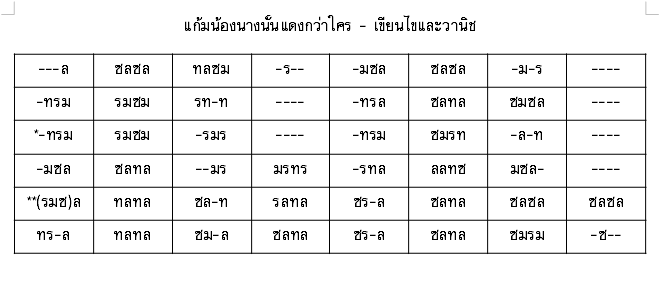 แก้มน้องนางนั้นแดงกว่าใคร - เขียนไขและวานิช
---ล ซลซล ทลซม -ร-- -มซล ซลซล -ม-ร ----
-ทรม รมซม รท-ท ---- -ทรล ซลทล ซมซล ----
*-ทรม รมซม -รมร ---- -ทรม ซมรท -ล-ท ----
-มซล ซลทล --มร มรทร -รทล ลลทซ มซล- ----
**(รมซ)ล ทลทล ซล-ท รลทล ซร-ล ซลทล ซลซล ซลซล
ทร-ล ทลทล ซม-ล ซลทล ซร-ล ซลทล ซมรม -ซ--